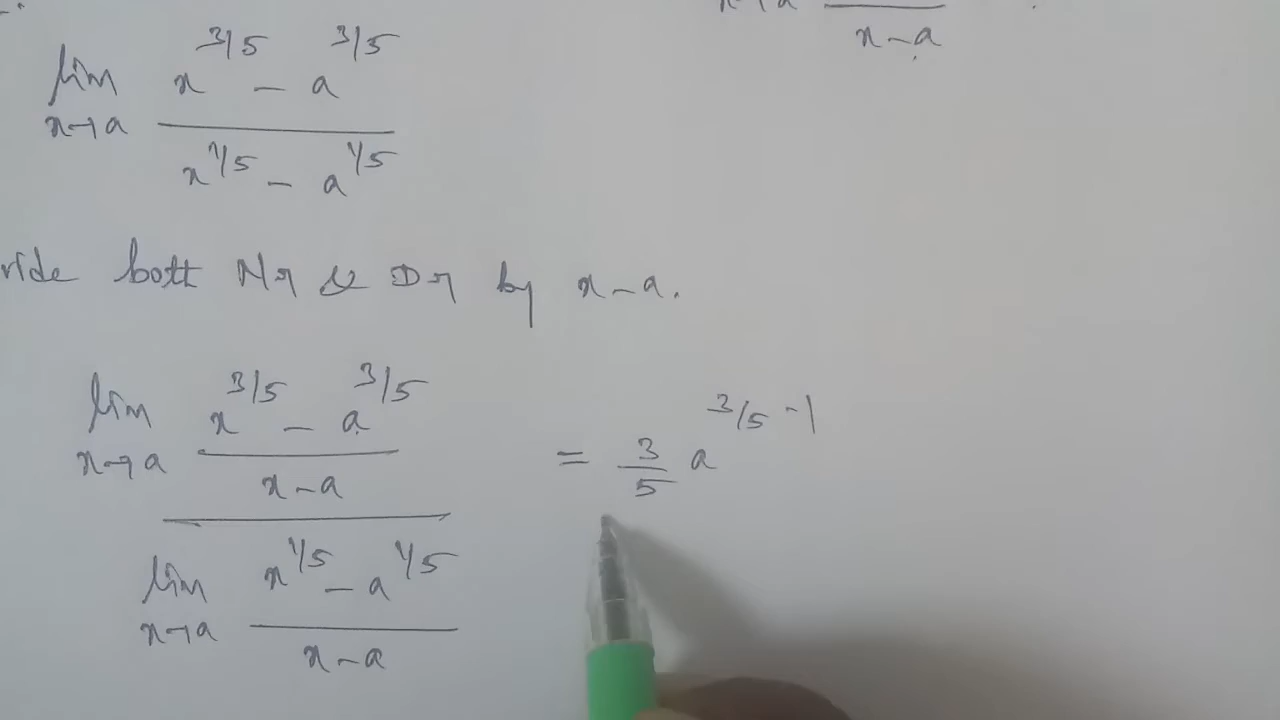 x→a
x-a
lim x^3/5 - a^3/5
x→a x^1/5 - a^1/5
both Nr & Dr by x-a.
lim x^3/5 - a^3/5
x→a x-a = 3/5 a^3/5 -1
lim x^1/5 - a^1/5
x→a x-a